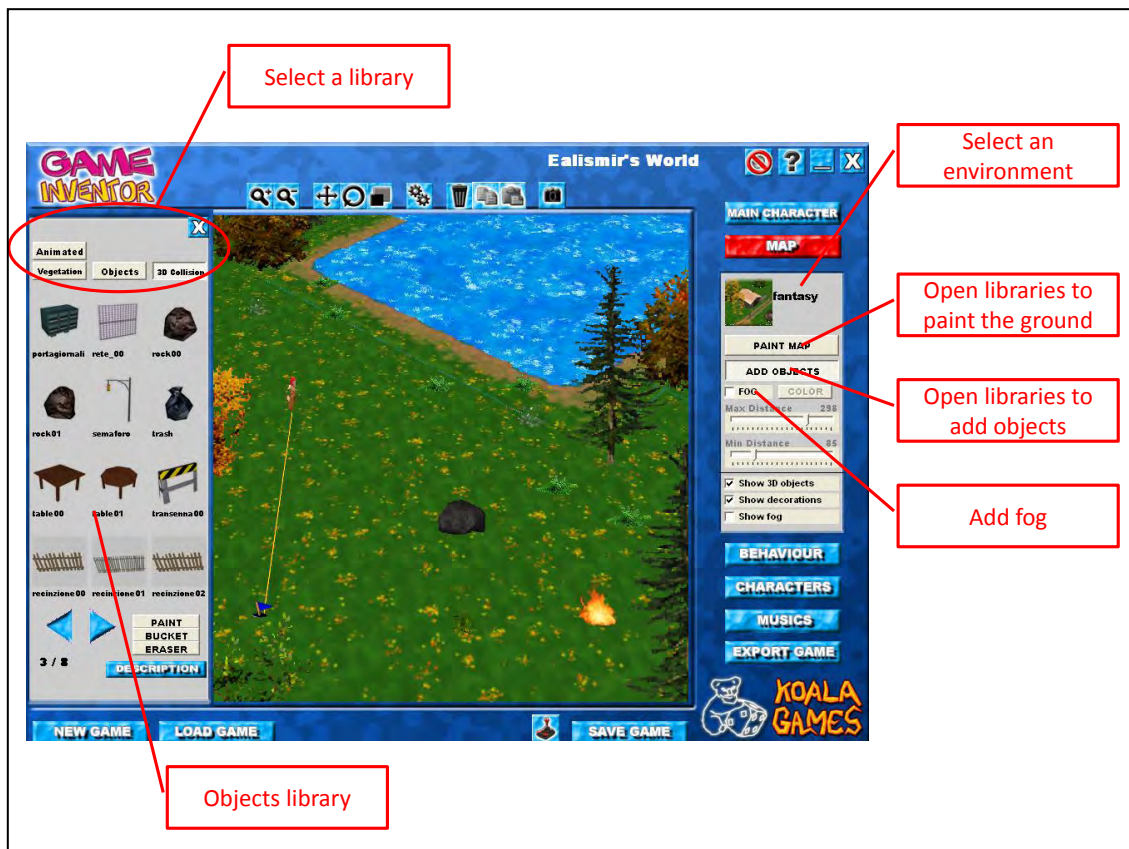 Select a library
Select an
environment
Open libraries to
paint the ground
Open libraries to
add objects
Add fog
Objects library
GAME
INVENTOR
Ealismir's World
?
X
X
Animated
Vegetation Objects 3D Collision
portagiornali rete_00 rock00
rock01 semaforo trash
table00 table01 transenna00
recinzione00 recinzione01 recinzione02
3 / 8
PAINT
BUCKET
ERASER
DESCRIPTION
MAIN CHARACTER
MAP
fantasy
PAINT MAP
ADD OBJECTS
FOG COLOR
Max Distance 298
Min Distance 85
Show 3D objects
Show decorations
Show fog
BEHAVIOUR
CHARACTERS
MUSICS
EXPORT GAME
KOALA
GAMES
NEW GAME LOAD GAME SAVE GAME